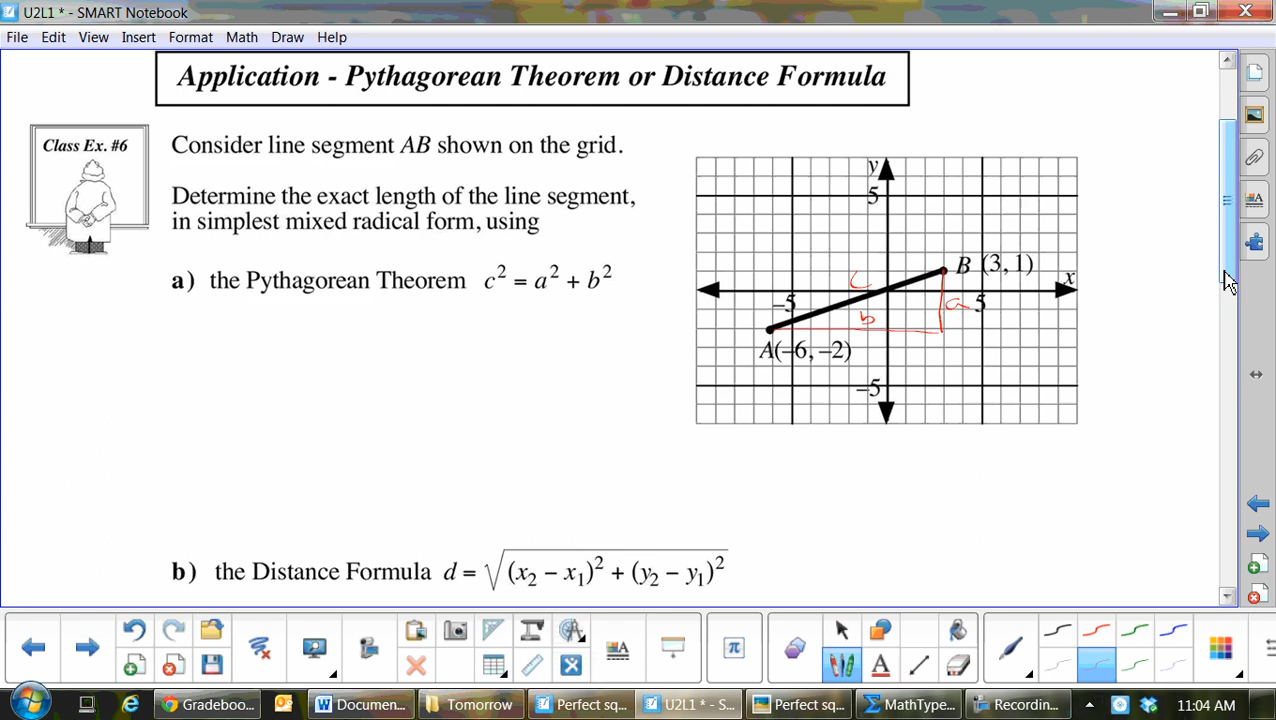 U2L1 * - SMART Notebook
File Edit View Insert Format Math Draw Help
Application - Pythagorean Theorem or Distance Formula
Class Ex. #6
Consider line segment AB shown on the grid.
Determine the exact length of the line segment,
in simplest mixed radical form, using
a) the Pythagorean Theorem c² = a² + b²
y
5
B (3, 1)
x
c
–5
a
5
b
A(–6, –2)
–5
b) the Distance Formula d = √(x₂ – x₁)² + (y₂ – y₁)²
π
A
Gradeboo...
Documen...
Tomorrow
Perfect sq...
U2L1 * - S...
Perfect sq...
MathType...
Recordin...
11:04 AM